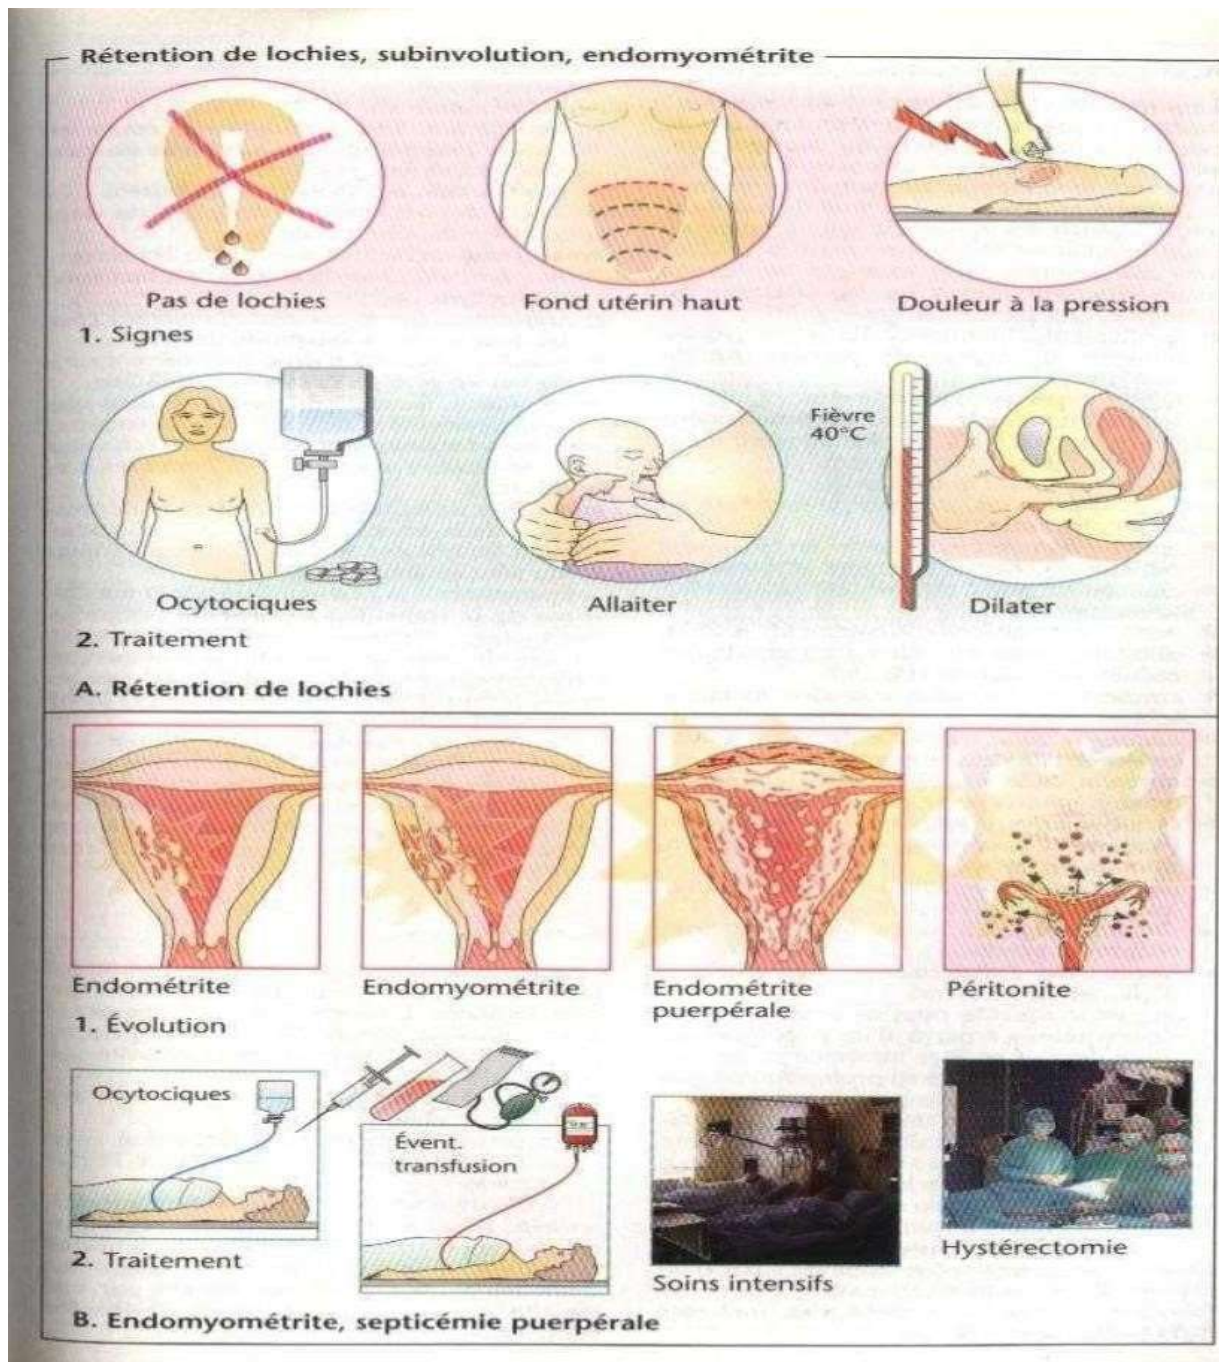 Rétention de lochies, subinvolution, endomyométrite
Pas de lochies
Fond utérin haut
Douleur à la pression
1. Signes
Fièvre
40°C
Ocytociques
Allaiter
Dilater
2. Traitement
A. Rétention de lochies
Endométrite
Endomyométrite
Endométrite
puerpérale
Péritonite
1. Évolution
Ocytociques
Évent.
transfusion
2. Traitement
Soins intensifs
Hystérectomie
B. Endomyométrite, septicémie puerpérale